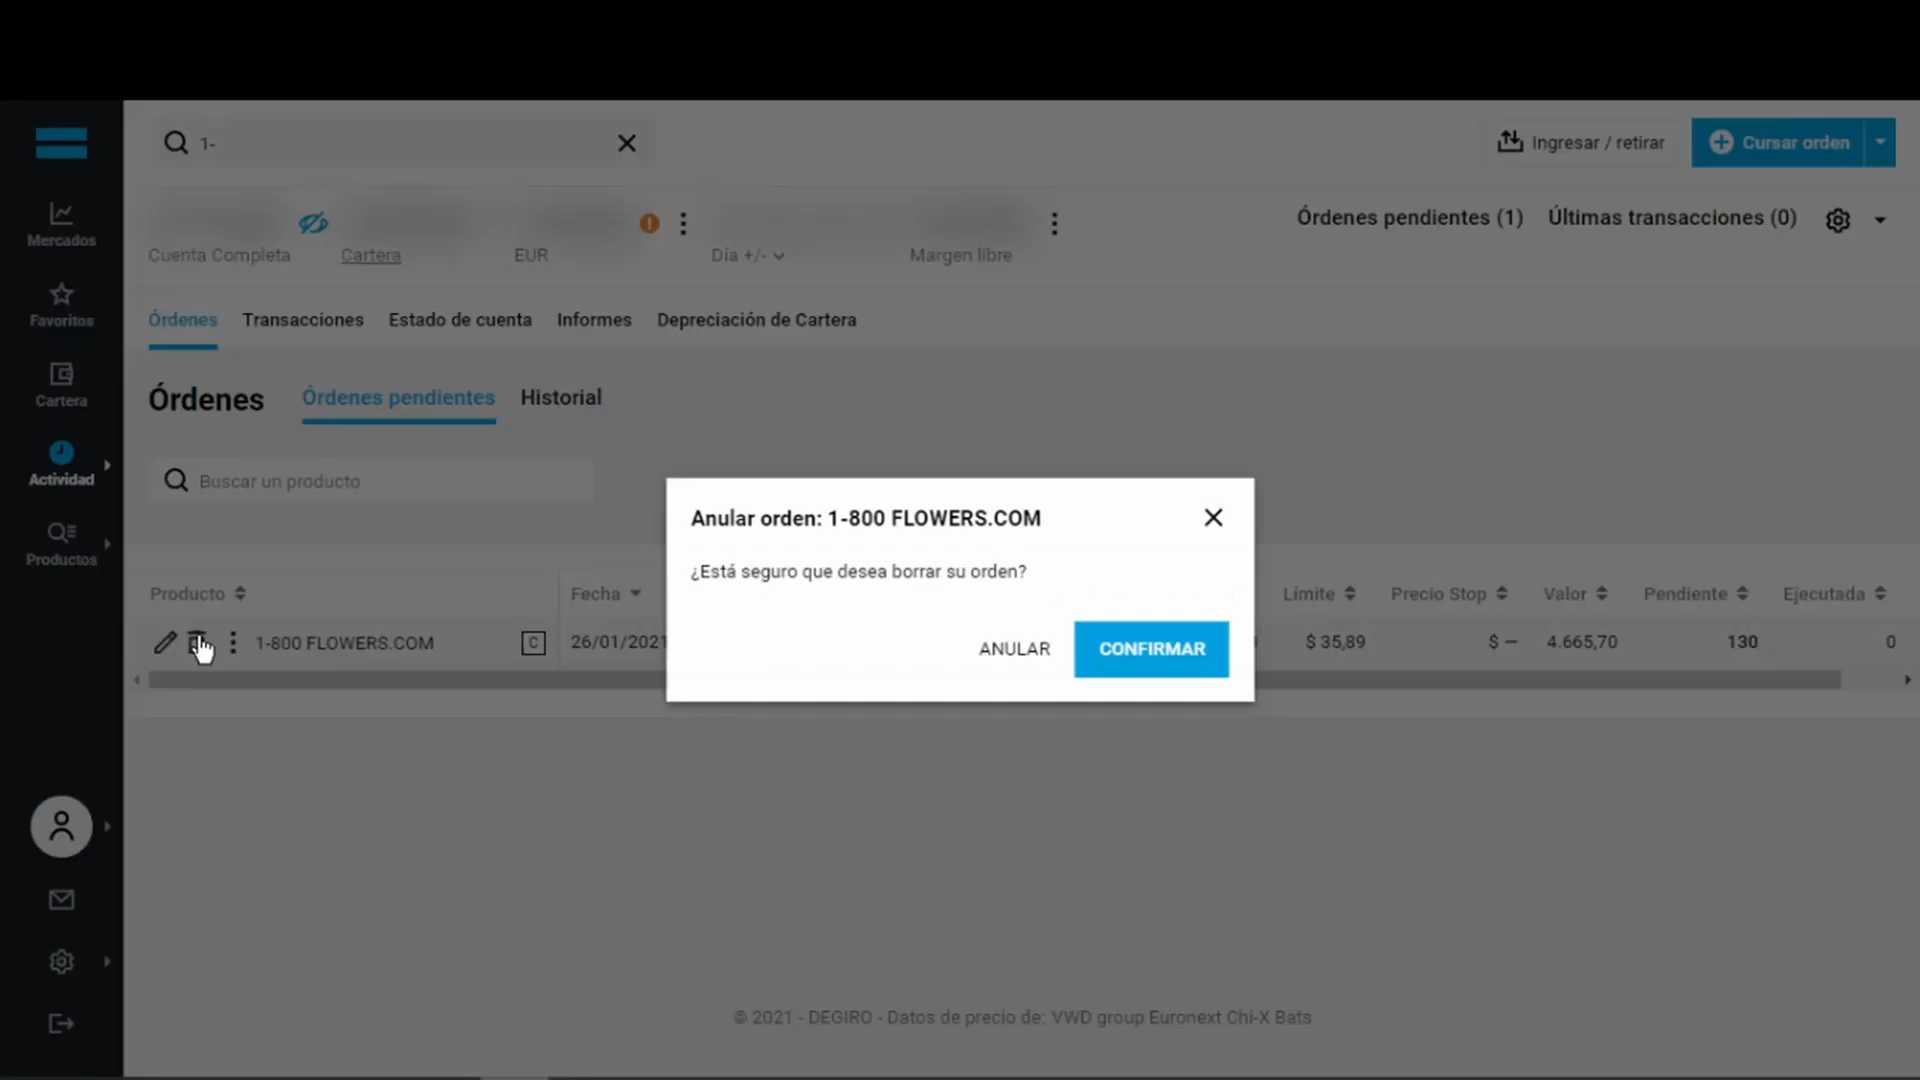 1-
Ingresar / retirar
Cursar orden
Mercados
Favoritos
Cartera
Actividad
Productos
Cuenta Completa
Cartera
EUR
Día +/-
Margen libre
Órdenes pendientes (1)
Últimas transacciones (0)
Órdenes
Transacciones
Estado de cuenta
Informes
Depreciación de Cartera
Órdenes
Órdenes pendientes
Historial
Buscar un producto
Anular orden: 1-800 FLOWERS.COM
¿Está seguro que desea borrar su orden?
ANULAR
CONFIRMAR
Producto
Fecha
Límite
Precio Stop
Valor
Pendiente
Ejecutada
1-800 FLOWERS.COM
C
26/01/2021
$ 35,89
$ —
4.665,70
130
0
© 2021 - DEGIRO - Datos de precio de: VWD group Euronext Chi-X Bats